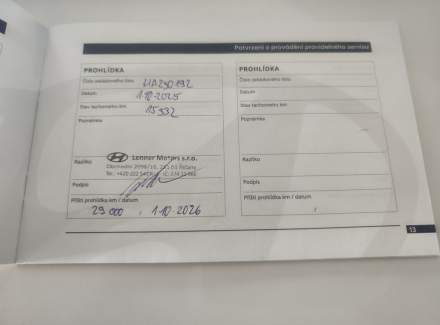 Potvrzení o provádění pravidelného servisu
PROHLÍDKA
Číslo zakázkového listu
Datum 1.10.2025
Stav tachometru km 15 532
Poznámka
Razítko Lenner Motors s.r.o.
Podpis
Příští prohlídka km / datum
29 000 , 1.10.2026
PROHLÍDKA
Číslo zakázkového listu
Datum
Stav tachometru km
Poznámka
Razítko
Podpis
Příští prohlídka km / datum
/
13